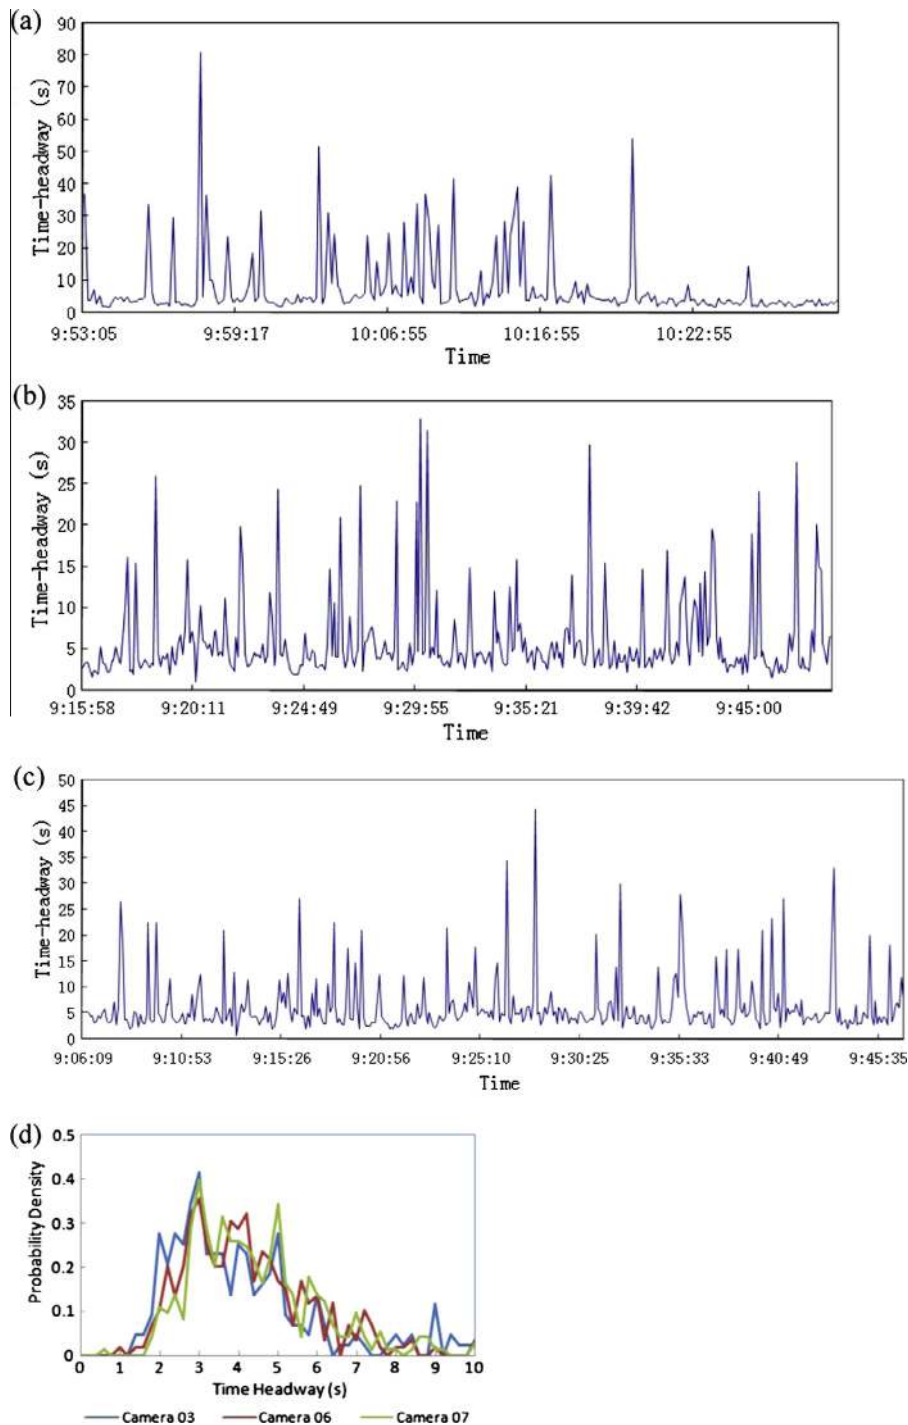 (a)
90
80
70
60
50
40
30
20
10
0
Time-headway (s)
9:53:05 9:59:17 10:06:55 10:16:55 10:22:55
Time
(b)
35
30
25
20
15
10
5
0
Time-headway (s)
9:15:58 9:20:11 9:24:49 9:29:55 9:35:21 9:39:42 9:45:00
Time
(c)
50
45
40
35
30
25
20
15
10
5
0
Time-headway (s)
9:06:09 9:10:53 9:15:26 9:20:56 9:25:10 9:30:25 9:35:33 9:40:49 9:45:35
Time
(d)
0.5
0.4
0.3
0.2
0.1
0
Probability Density
0 1 2 3 4 5 6 7 8 9 10
Time Headway (s)
Camera 03 Camera 06 Camera 07